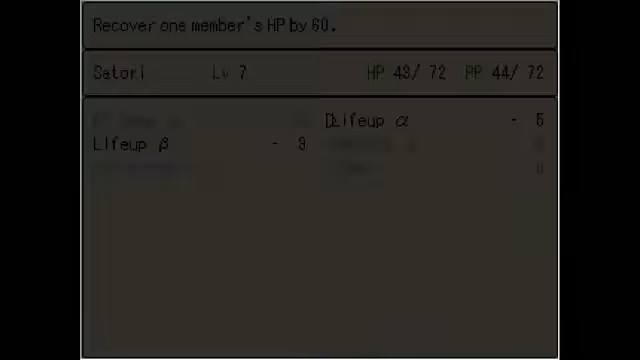 Recover one member's HP by 60.
Satori Lv 7 HP 43/ 72 PP 44/ 72
Lifeup α - 5
Lifeup β - 9